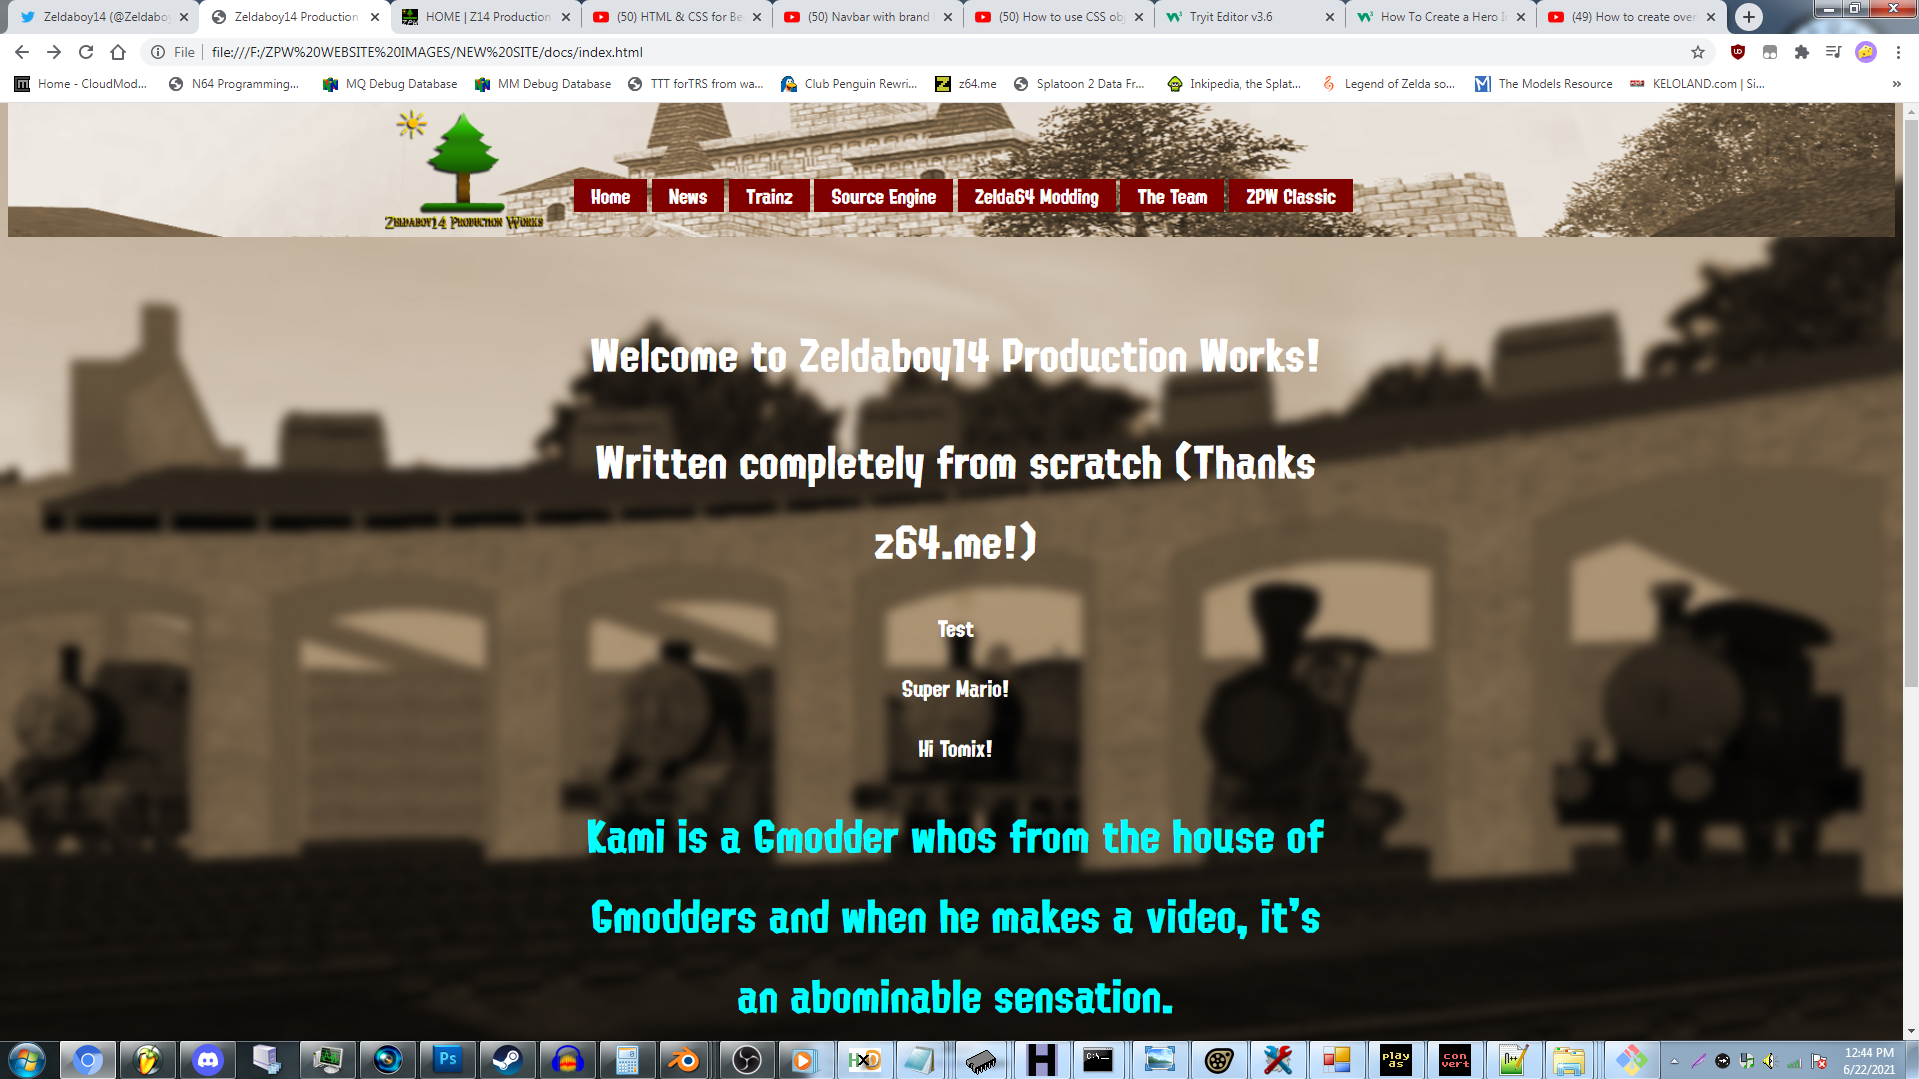 Zeldaboy14 (@Zeldabo
Zeldaboy14 Production
HOME | Z14 Production
(50) HTML & CSS for Be
(50) Navbar with brand
(50) How to use CSS ob
Tryit Editor v3.6
How To Create a Hero I
(49) How to create over
File
file:///F:/ZPW%20WEBSITE%20IMAGES/NEW%20SITE/docs/index.html
Home - CloudMod...
N64 Programming...
MQ Debug Database
MM Debug Database
TTT forTRS from wa...
Club Penguin Rewri...
z64.me
Splatoon 2 Data Fr...
Inkipedia, the Splat...
Legend of Zelda so...
The Models Resource
KELOLAND.com | Si...
»
Zeldaboy14 Production Works
Home
News
Trainz
Source Engine
Zelda64 Modding
The Team
ZPW Classic
Welcome to Zeldaboy14 Production Works!
Written completely from scratch (Thanks
z64.me!)
Test
Super Mario!
Hi Tomix!
Kami is a Gmodder whos from the house of
Gmodders and when he makes a video, it's
an abominable sensation.
Ps
HxD
C:\_
play
as
con
vert
12:44 PM
6/22/2021